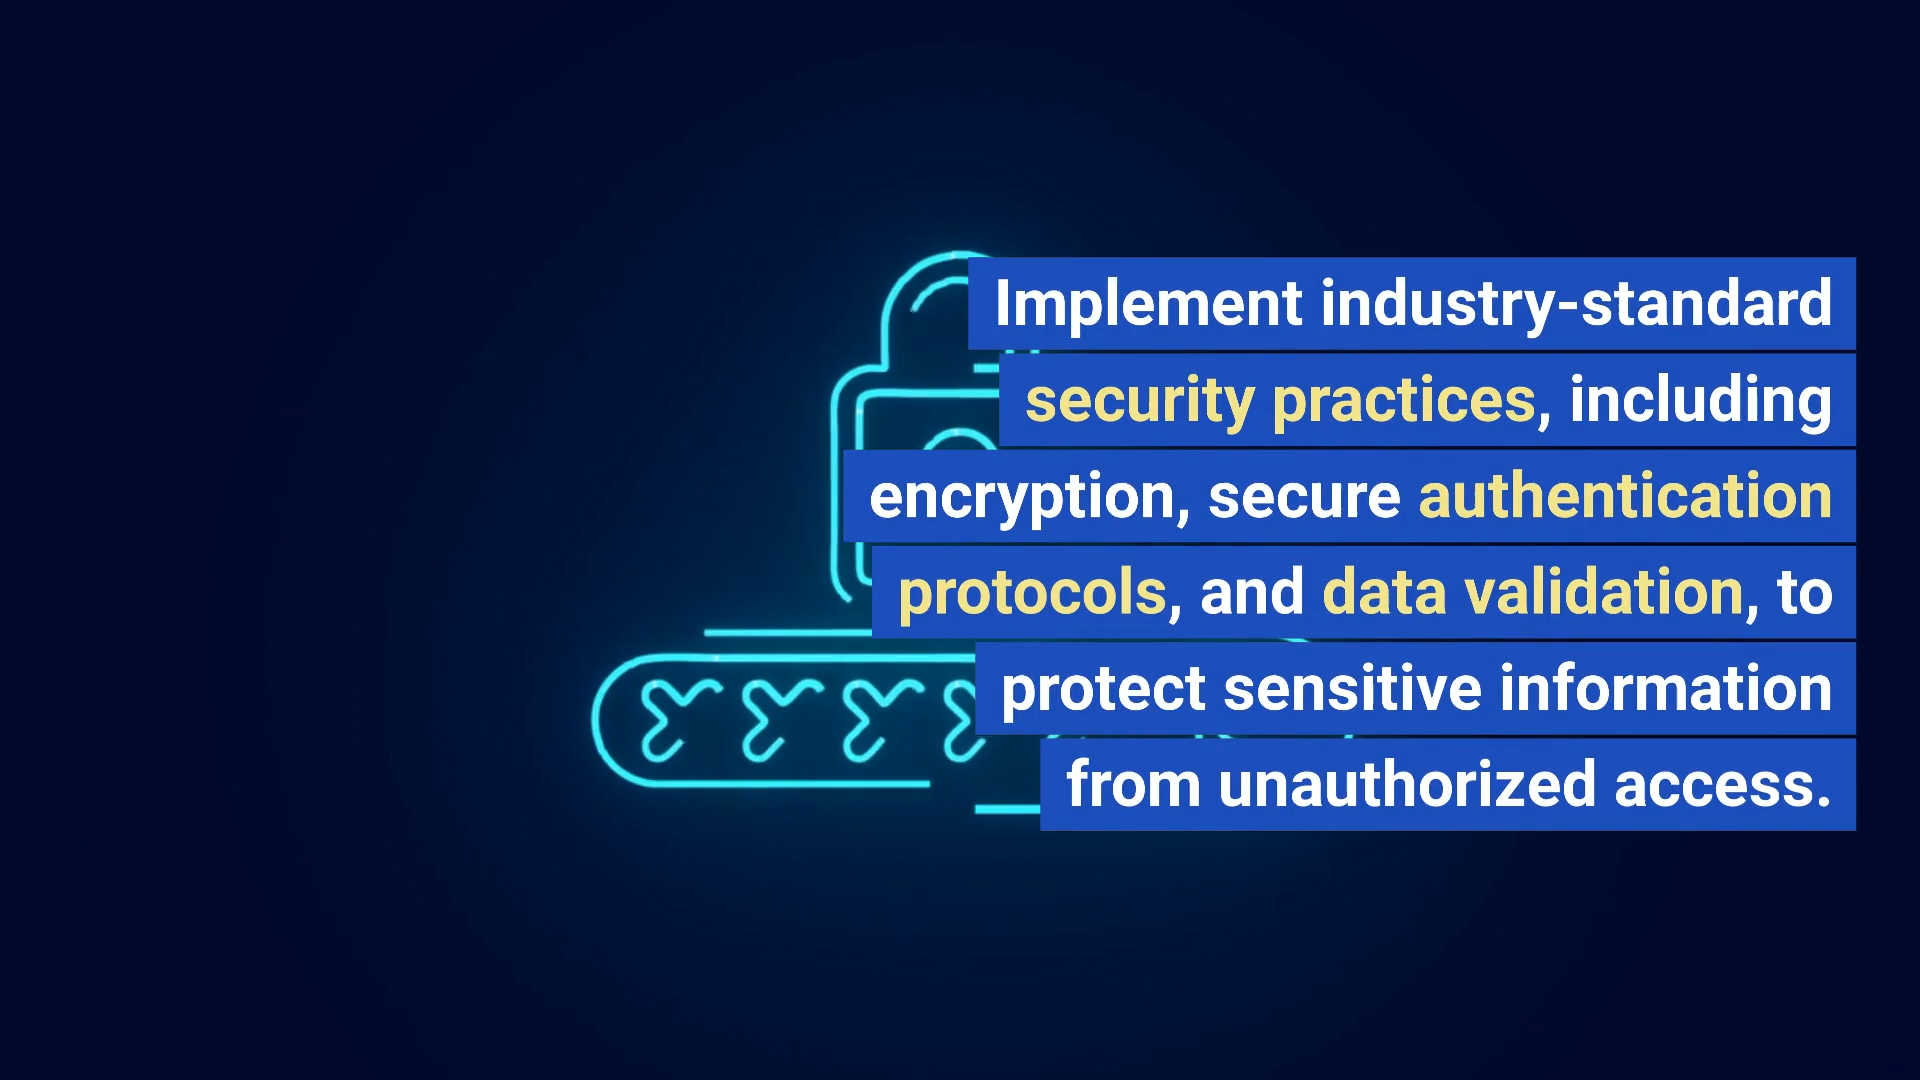 Implement industry-standard
security practices, including
encryption, secure authentication
protocols, and data validation, to
protect sensitive information
from unauthorized access.